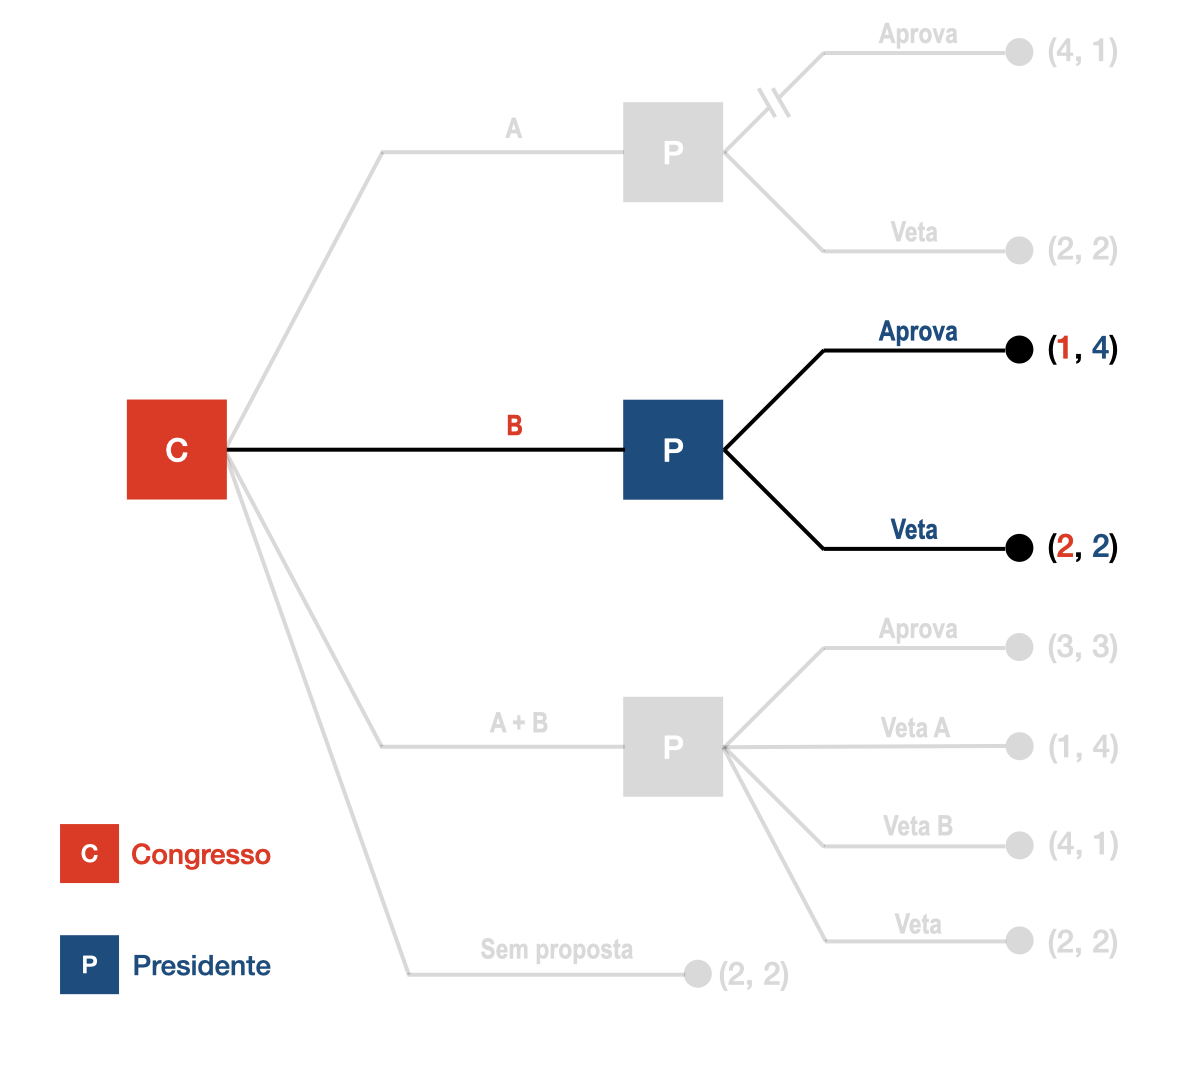 Aprova
(4, 1)
A
P
Veta
(2, 2)
Aprova
(1, 4)
C
B
P
Veta
(2, 2)
Aprova
(3, 3)
A + B
P
Veta A
(1, 4)
Veta B
(4, 1)
C
Congresso
Veta
(2, 2)
Sem proposta
(2, 2)
P
Presidente